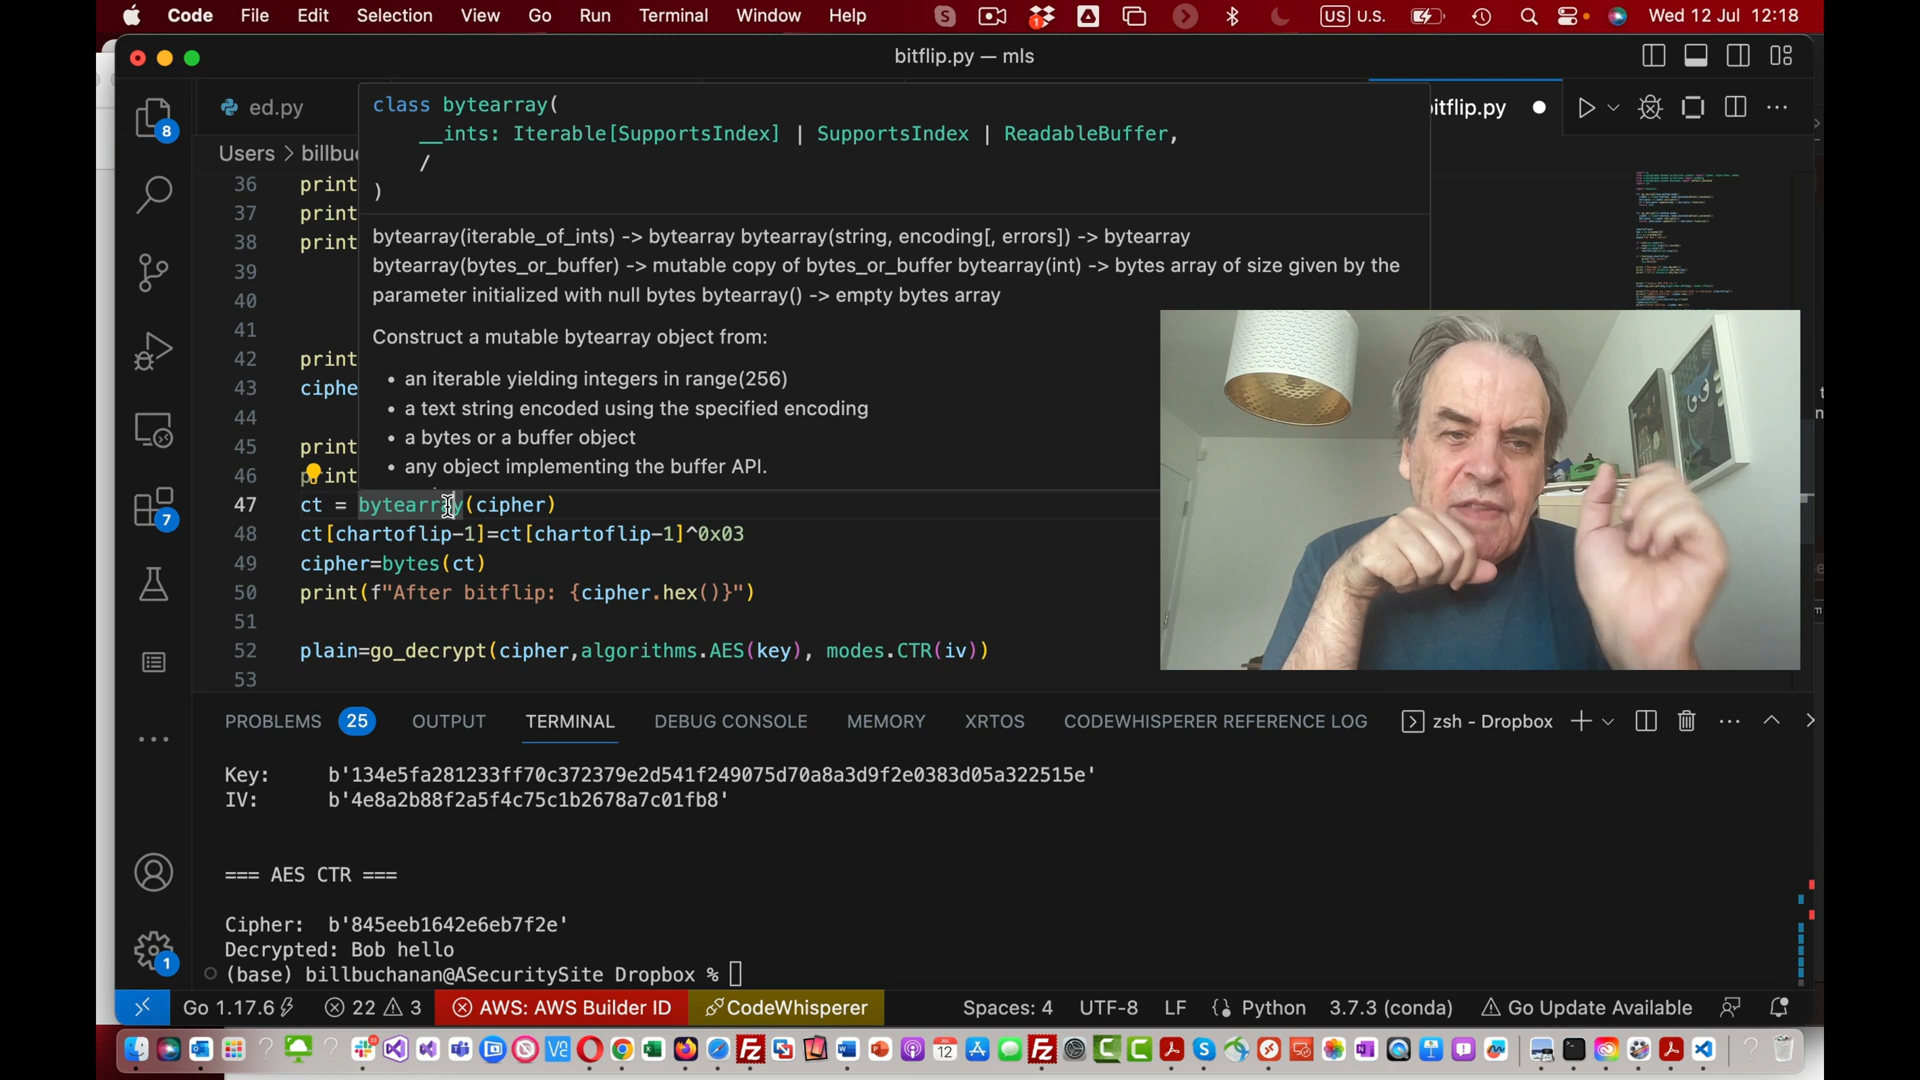 Code File Edit Selection View Go Run Terminal Window Help US U.S. Wed 12 Jul 12:18
bitflip.py — mls
ed.py
itflip.py
Users > billbu
class bytearray(
__ints: Iterable[SupportsIndex] | SupportsIndex | ReadableBuffer,
/
)
bytearray(iterable_of_ints) -> bytearray bytearray(string, encoding[, errors]) -> bytearray
bytearray(bytes_or_buffer) -> mutable copy of bytes_or_buffer bytearray(int) -> bytes array of size given by the
parameter initialized with null bytes bytearray() -> empty bytes array
Construct a mutable bytearray object from:
• an iterable yielding integers in range(256)
• a text string encoded using the specified encoding
• a bytes or a buffer object
• any object implementing the buffer API.
36 print
37 print
38 print
39
40
41
42 print
43 ciphe
44
45 print
46 print
47 ct = bytearray(cipher)
48 ct[chartoflip-1]=ct[chartoflip-1]^0x03
49 cipher=bytes(ct)
50 print(f"After bitflip: {cipher.hex()}")
51
52 plain=go_decrypt(cipher,algorithms.AES(key), modes.CTR(iv))
53
8
7
1
PROBLEMS 25 OUTPUT TERMINAL DEBUG CONSOLE MEMORY XRTOS CODEWHISPERER REFERENCE LOG zsh - Dropbox
Key: b'134e5fa281233ff70c372379e2d541f249075d70a8a3d9f2e0383d05a322515e'
IV: b'4e8a2b88f2a5f4c75c1b2678a7c01fb8'
=== AES CTR ===
Cipher: b'845eeb1642e6eb7f2e'
Decrypted: Bob hello
(base) billbuchanan@ASecuritySite Dropbox %
Go 1.17.6 22 3 AWS: AWS Builder ID CodeWhisperer Spaces: 4 UTF-8 LF Python 3.7.3 (conda) Go Update Available